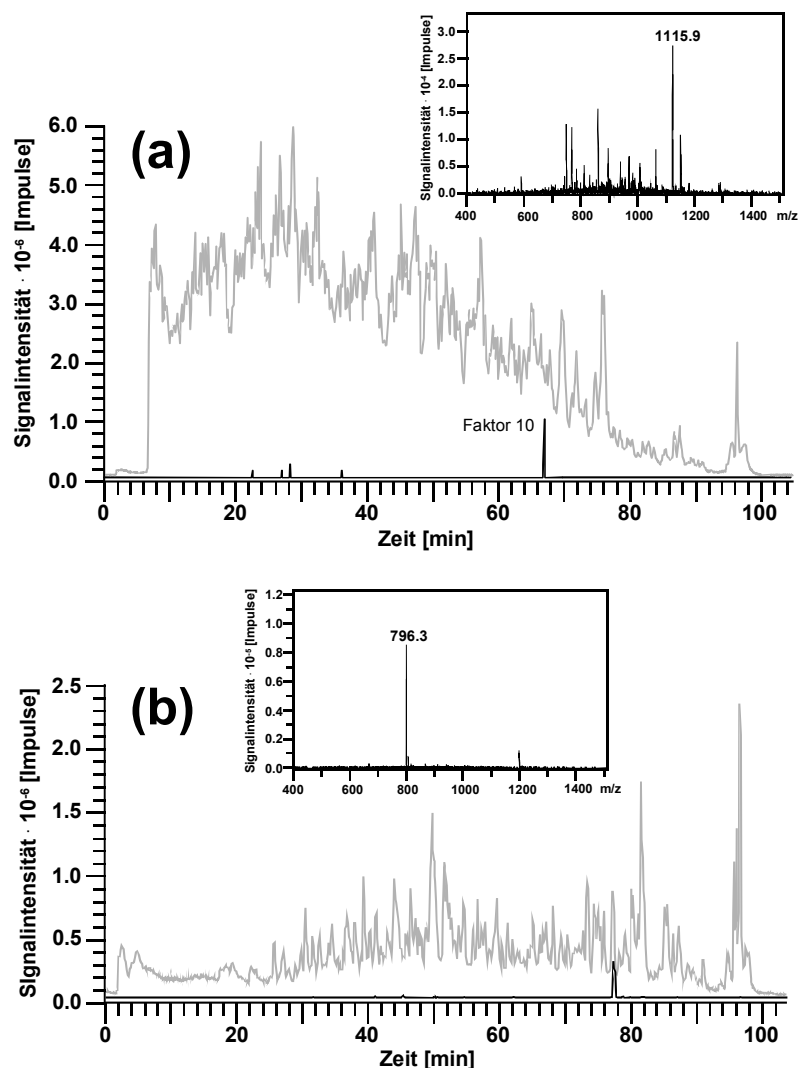 (a)
SIgnalintensität · 10⁻⁴ [Impulse]
3.0
2.5
2.0
1.5
1.0
0.5
0.0
1115.9
400 600 800 1000 1200 1400 m/z
Signalintensität · 10⁻⁶ [Impulse]
6.0
5.0
4.0
3.0
2.0
1.0
0.0
Faktor 10
0 20 40 60 80 100
Zeit [min]
(b)
SIgnalintensität · 10⁻⁵ [Impulse]
1.2
1.0
0.8
0.6
0.4
0.2
0.0
796.3
400 600 800 1000 1200 1400 m/z
SIgnalintensität · 10⁻⁶ [Impulse]
2.5
2.0
1.5
1.0
0.5
0.0
0 20 40 60 80 100
Zeit [min]